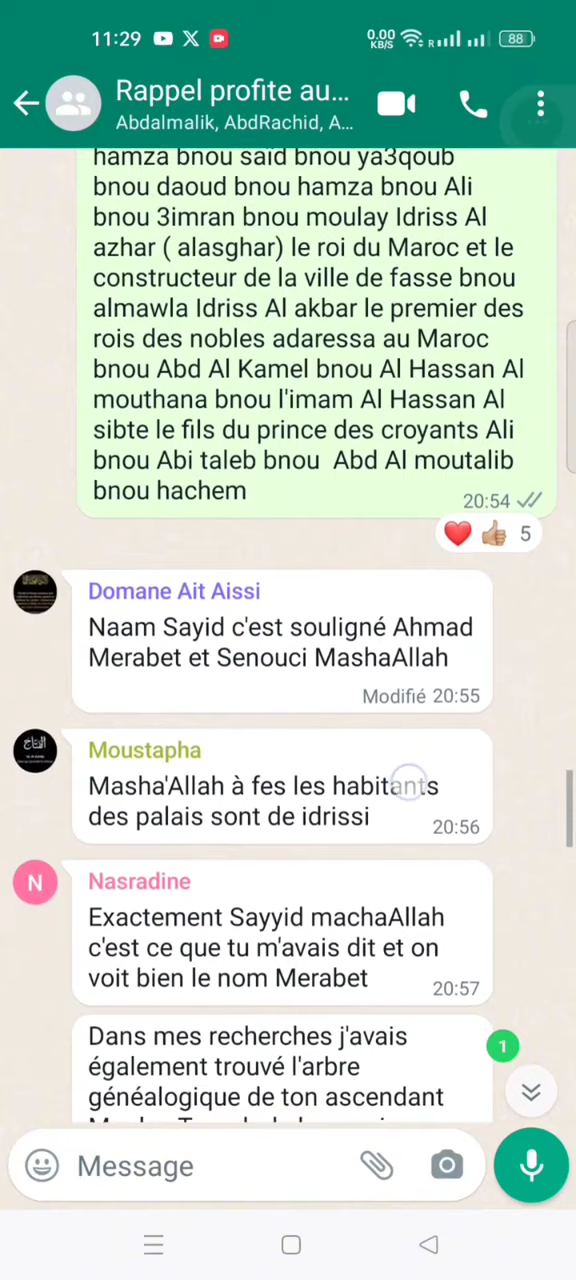 11:29
0.00 KB/S
R
88
Rappel profite au...
Abdalmalik, AbdRachid, A...
hamza bnou said bnou ya3qoub
bnou daoud bnou hamza bnou Ali
bnou 3imran bnou moulay Idriss Al
azhar ( alasghar) le roi du Maroc et le
constructeur de la ville de fasse bnou
almawla Idriss Al akbar le premier des
rois des nobles adaressa au Maroc
bnou Abd Al Kamel bnou Al Hassan Al
mouthana bnou l'imam Al Hassan Al
sibte le fils du prince des croyants Ali
bnou Abi taleb bnou Abd Al moutalib
bnou hachem
20:54
5
Domane Ait Aissi
Naam Sayid c'est souligné Ahmad
Merabet et Senouci MashaAllah
Modifié 20:55
Moustapha
Masha'Allah à fes les habitants
des palais sont de idrissi
20:56
N
Nasradine
Exactement Sayyid machaAllah
c'est ce que tu m'avais dit et on
voit bien le nom Merabet
20:57
Dans mes recherches j'avais
également trouvé l'arbre
généalogique de ton ascendant
1
Message